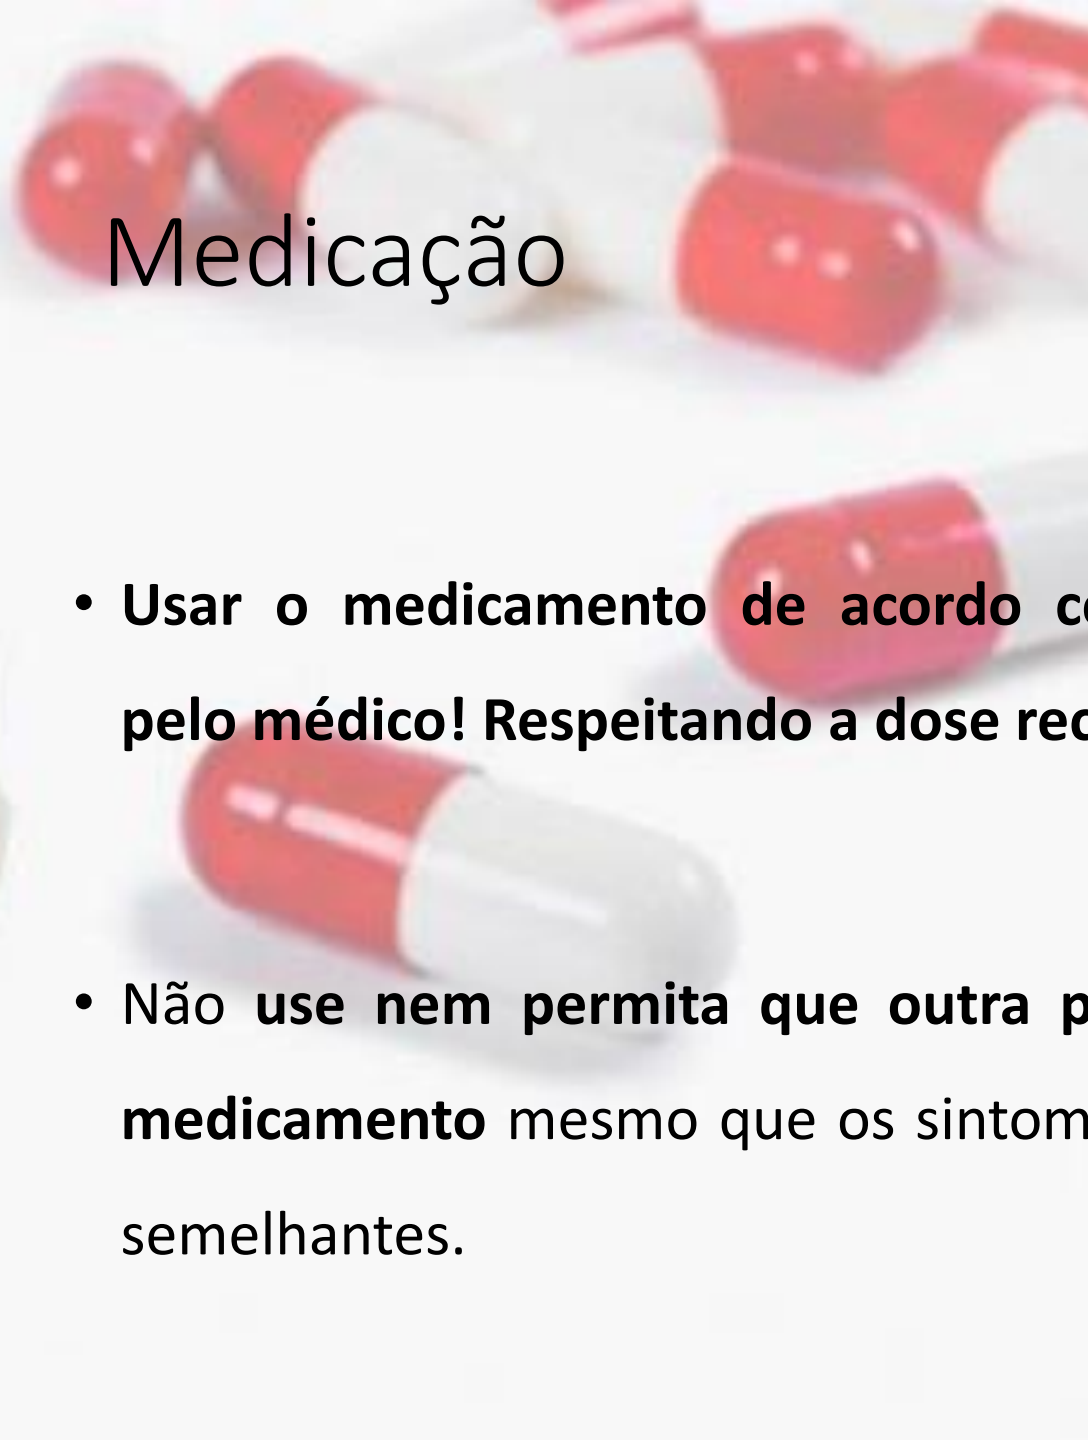 Medicação
• Usar o medicamento de acordo
pelo médico! Respeitando a dose
• Não use nem permita que outra
medicamento mesmo que os
semelhantes.